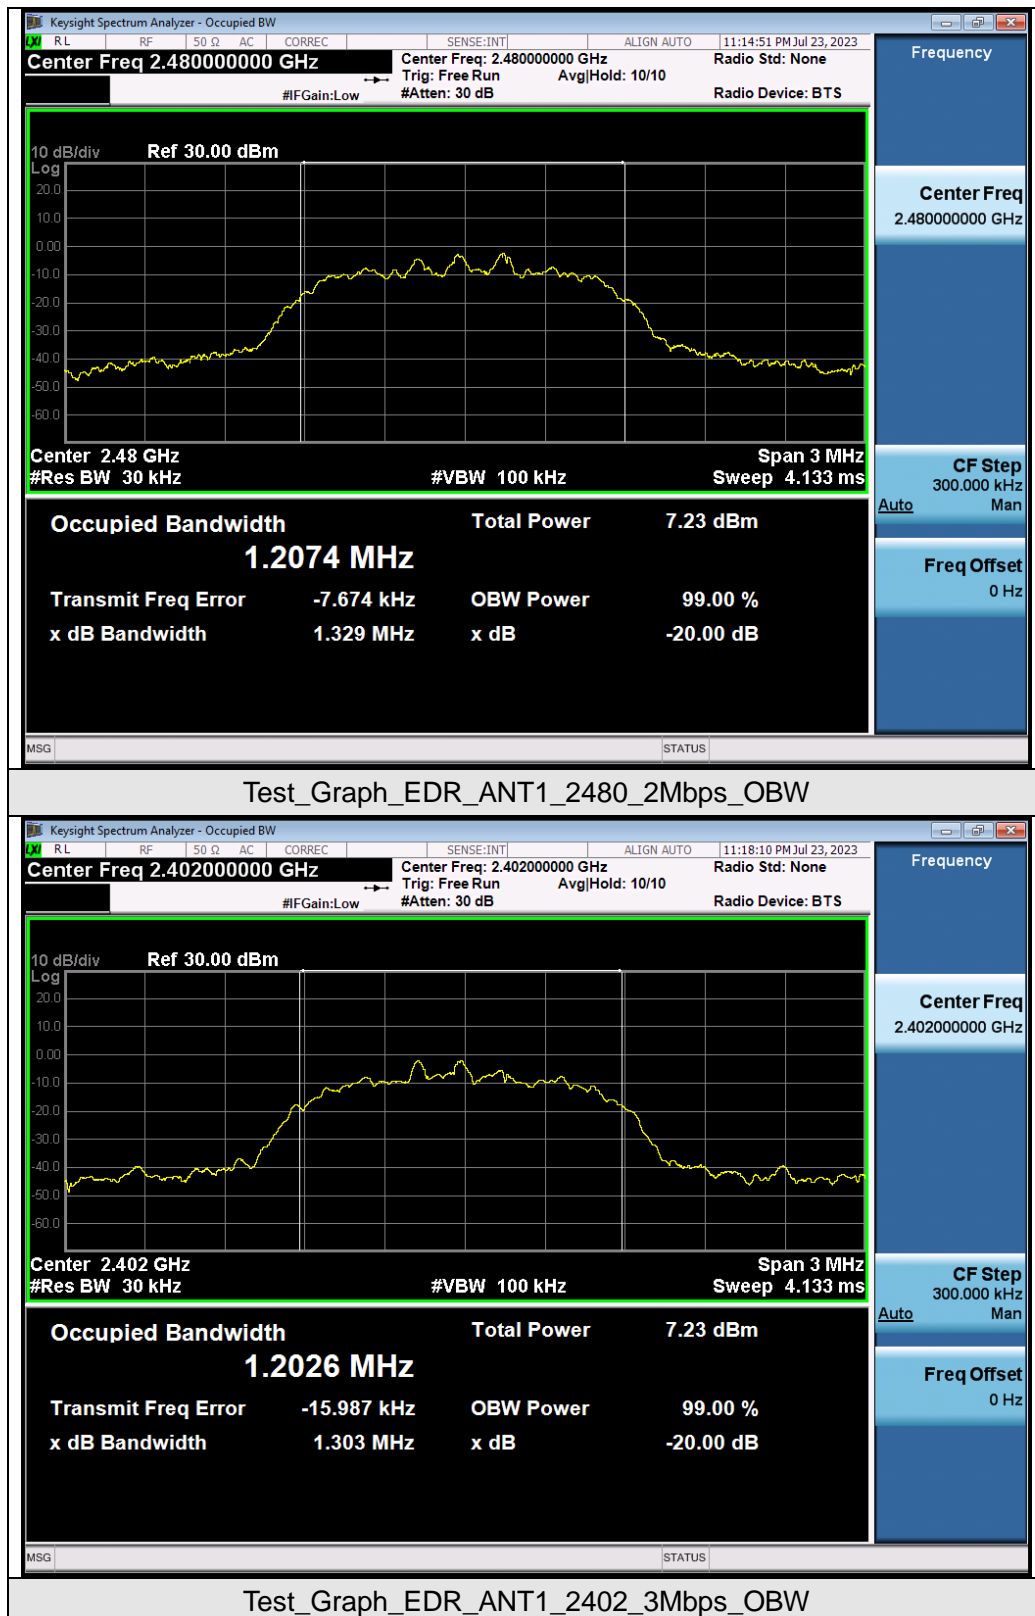 Keysight Spectrum Analyzer - Occupied BW
LXI RL RF 50 Ω AC CORREC SENSE:INT ALIGN AUTO 11:14:51 PM Jul 23, 2023
Center Freq 2.480000000 GHz
Center Freq: 2.480000000 GHz Radio Std: None
Trig: Free Run Avg|Hold: 10/10
#IFGain:Low #Atten: 30 dB Radio Device: BTS
10 dB/div Ref 30.00 dBm
Log
20.0
10.0
0.00
-10.0
-20.0
-30.0
-40.0
-50.0
-60.0
Center 2.48 GHz Span 3 MHz
#Res BW 30 kHz #VBW 100 kHz Sweep 4.133 ms
Occupied Bandwidth Total Power 7.23 dBm
1.2074 MHz
Transmit Freq Error -7.674 kHz OBW Power 99.00 %
x dB Bandwidth 1.329 MHz x dB -20.00 dB
MSG STATUS
Frequency
Center Freq
2.480000000 GHz
CF Step
300.000 kHz
Auto Man
Freq Offset
0 Hz
Test_Graph_EDR_ANT1_2480_2Mbps_OBW
Keysight Spectrum Analyzer - Occupied BW
LXI RL RF 50 Ω AC CORREC SENSE:INT ALIGN AUTO 11:18:10 PM Jul 23, 2023
Center Freq 2.402000000 GHz
Center Freq: 2.402000000 GHz Radio Std: None
Trig: Free Run Avg|Hold: 10/10
#IFGain:Low #Atten: 30 dB Radio Device: BTS
10 dB/div Ref 30.00 dBm
Log
20.0
10.0
0.00
-10.0
-20.0
-30.0
-40.0
-50.0
-60.0
Center 2.402 GHz Span 3 MHz
#Res BW 30 kHz #VBW 100 kHz Sweep 4.133 ms
Occupied Bandwidth Total Power 7.23 dBm
1.2026 MHz
Transmit Freq Error -15.987 kHz OBW Power 99.00 %
x dB Bandwidth 1.303 MHz x dB -20.00 dB
MSG STATUS
Frequency
Center Freq
2.402000000 GHz
CF Step
300.000 kHz
Auto Man
Freq Offset
0 Hz
Test_Graph_EDR_ANT1_2402_3Mbps_OBW